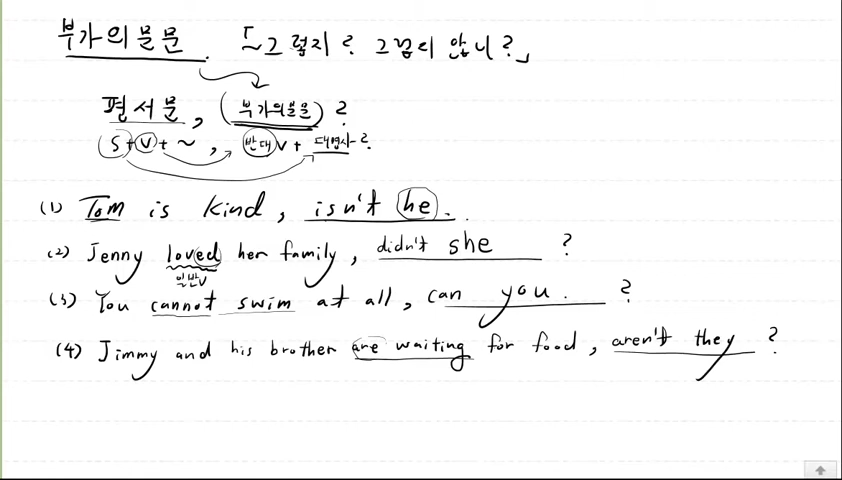 부가의문문. 「~그렇지? 그렇지 않니?」
평서문, (부가의문문)?
S+V+~, 반대V+대명사?
(1) Tom is kind, isn't he.
(2) Jenny loved her family, didn't she ?
일반V
(3) You cannot swim at all, can you. ?
(4) Jimmy and his brother are waiting for food, aren't they ?